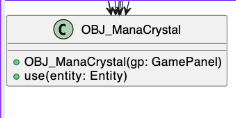 C OBJ_ManaCrystal
OBJ_ManaCrystal(gp: GamePanel)
use(entity: Entity)